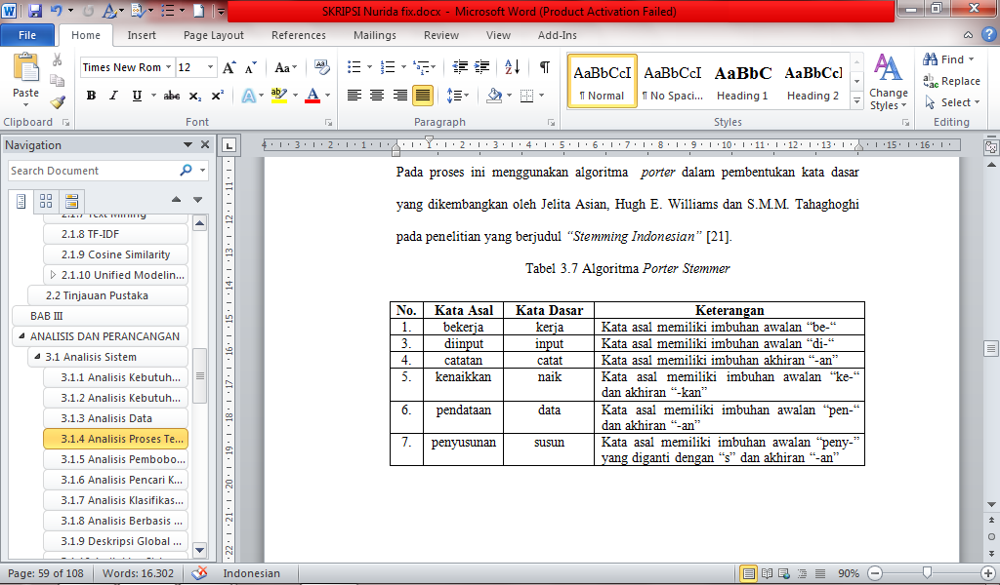 SKRIPSI Nurida fix.docx - Microsoft Word (Product Activation Failed)
File Home Insert Page Layout References Mailings Review View Add-Ins
Paste
Clipboard
Times New Rom 12
Font
Paragraph
AaBbCcI AaBbCcI AaBbC AaBbCc
¶ Normal ¶ No Spaci... Heading 1 Heading 2
Change
Styles
Styles
Find
Replace
Select
Editing
Navigation
Search Document
2.1.7 Text Mining
2.1.8 TF-IDF
2.1.9 Cosine Similarity
2.1.10 Unified Modelin...
2.2 Tinjauan Pustaka
BAB III
ANALISIS DAN PERANCANGAN
3.1 Analisis Sistem
3.1.1 Analisis Kebutuh...
3.1.2 Analisis Kebutuh...
3.1.3 Analisis Data
3.1.4 Analisis Proses Te...
3.1.5 Analisis Pembobo...
3.1.6 Analisis Pencari K...
3.1.7 Analisis Klasifikas...
3.1.8 Analisis Berbasis ...
3.1.9 Deskripsi Global ...
Pada proses ini menggunakan algoritma porter dalam pembentukan kata dasar
yang dikembangkan oleh Jelita Asian, Hugh E. Williams dan S.M.M. Tahaghoghi
pada penelitian yang berjudul “Stemming Indonesian” [21].
Tabel 3.7 Algoritma Porter Stemmer
No. Kata Asal Kata Dasar Keterangan
1. bekerja kerja Kata asal memiliki imbuhan awalan “be-“
3. diinput input Kata asal memiliki imbuhan awalan “di-“
4. catatan catat Kata asal memiliki imbuhan akhiran “-an”
5. kenaikkan naik Kata asal memiliki imbuhan awalan “ke-“
dan akhiran “-kan”
6. pendataan data Kata asal memiliki imbuhan awalan “pen-“
dan akhiran “-an”
7. penyusunan susun Kata asal memiliki imbuhan awalan “peny-”
yang diganti dengan “s” dan akhiran “-an”
Page: 59 of 108 Words: 16.302 Indonesian 90%